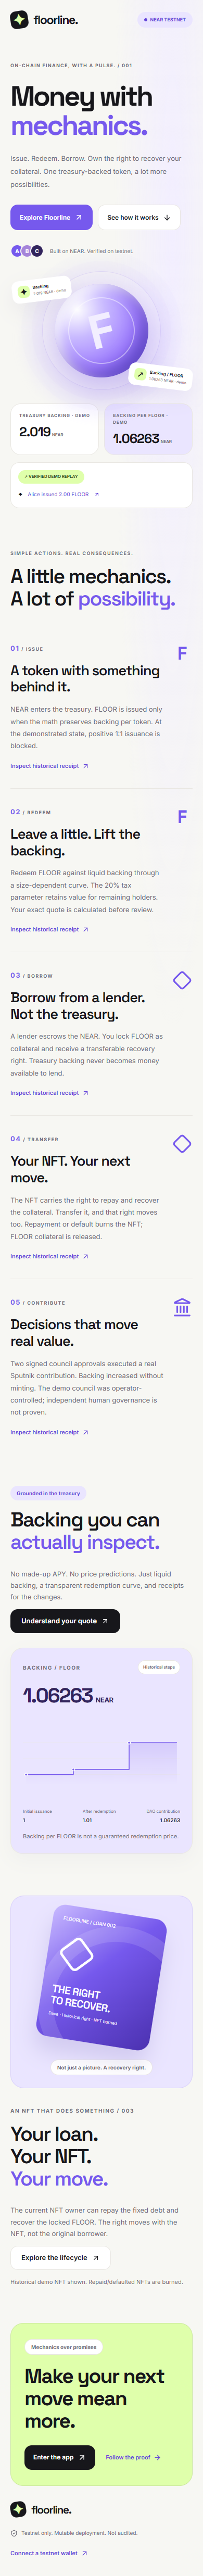 floorline.
NEAR TESTNET
ON-CHAIN FINANCE, WITH A PULSE. / 001
Money with
mechanics.
Issue. Redeem. Borrow. Own the right to recover your
collateral. One treasury-backed token, a lot more
possibilities.
Explore Floorline
See how it works
A B C
Built on NEAR. Verified on testnet.
Backing
2.019 NEAR · demo
F
Backing / FLOOR
1.06263 NEAR · demo
TREASURY BACKING · DEMO
2.019 NEAR
BACKING PER FLOOR ·
DEMO
1.06263 NEAR
✓ VERIFIED DEMO REPLAY
Alice issued 2.00 FLOOR
SIMPLE ACTIONS. REAL CONSEQUENCES.
A little mechanics.
A lot of possibility.
01 / ISSUE
F
A token with something
behind it.
NEAR enters the treasury. FLOOR is issued only
when the math preserves backing per token. At
the demonstrated state, positive 1:1 issuance is
blocked.
Inspect historical receipt
02 / REDEEM
F
Leave a little. Lift the
backing.
Redeem FLOOR against liquid backing through
a size-dependent curve. The 20% tax
parameter retains value for remaining holders.
Your exact quote is calculated before review.
Inspect historical receipt
03 / BORROW
Borrow from a lender.
Not the treasury.
A lender escrows the NEAR. You lock FLOOR as
collateral and receive a transferable recovery
right. Treasury backing never becomes money
available to lend.
Inspect historical receipt
04 / TRANSFER
Your NFT. Your next
move.
The NFT carries the right to repay and recover
the collateral. Transfer it, and that right moves
too. Repayment or default burns the NFT;
FLOOR collateral is released.
Inspect historical receipt
05 / CONTRIBUTE
Decisions that move
real value.
Two signed council approvals executed a real
Sputnik contribution. Backing increased without
minting. The demo council was operator-
controlled; independent human governance is
not proven.
Inspect historical receipt
Grounded in the treasury
Backing you can
actually inspect.
No made-up APY. No price predictions. Just liquid
backing, a transparent redemption curve, and receipts
for the changes.
Understand your quote
BACKING / FLOOR
Historical steps
1.06263 NEAR
Initial issuance
1
After redemption
1.01
DAO contribution
1.06263
Backing per FLOOR is not a guaranteed redemption price.
FLOORLINE / LOAN 002
THE RIGHT
TO RECOVER.
Demo · Historical right · NFT burned
Not just a picture. A recovery right.
AN NFT THAT DOES SOMETHING / 003
Your loan.
Your NFT.
Your move.
The current NFT owner can repay the fixed debt and
recover the locked FLOOR. The right moves with the
NFT, not the original borrower.
Explore the lifecycle
Historical demo NFT shown. Repaid/defaulted NFTs are burned.
Mechanics over promises
Make your next
move mean
more.
Enter the app
Follow the proof
floorline.
Testnet only. Mutable deployment. Not audited.
Connect a testnet wallet